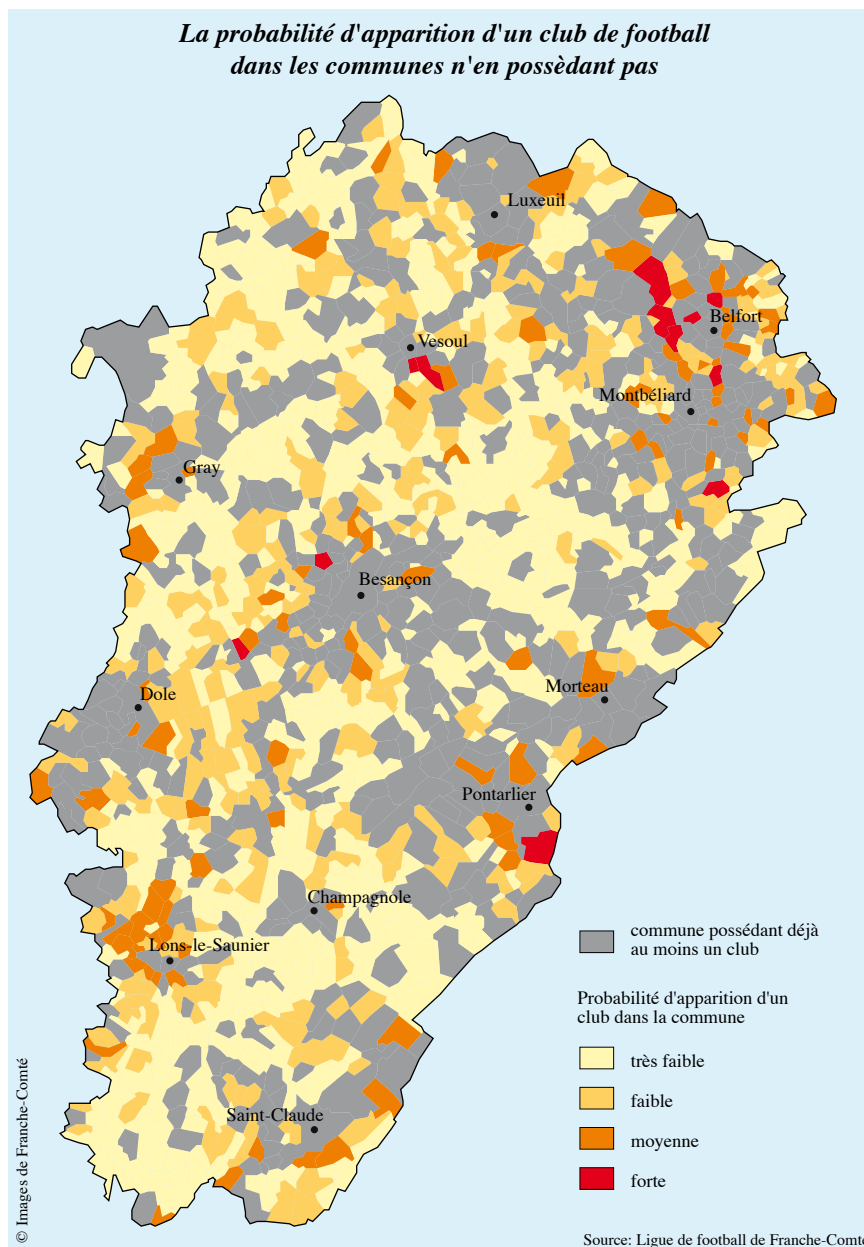 La probabilité d'apparition d'un club de football
dans les communes n'en possèdant pas
Luxeuil
Belfort
Vesoul
Montbéliard
Gray
Besançon
Morteau
Dole
Pontarlier
Champagnole
Lons-le-Saunier
Saint-Claude
commune possédant déjà
au moins un club
Probabilité d'apparition d'un
club dans la commune
très faible
faible
moyenne
forte
© Images de Franche-Comté
Source: Ligue de football de Franche-Comté